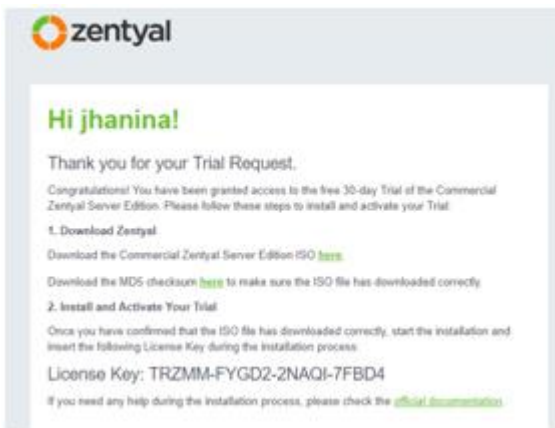 zentyal
Hi jhanina!
Thank you for your Trial Request.
Congratulations! You have been granted access to the free 30-day Trial of the Commercial
Zentyal Server Edition. Please follow these steps to install and activate your Trial:
1. Download Zentyal
Download the Commercial Zentyal Server Edition ISO here.
Download the MD5 checksum here to make sure the ISO file has downloaded correctly.
2. Install and Activate Your Trial
Once you have confirmed that the ISO file has downloaded correctly, start the installation and
insert the following License Key during the installation process:
License Key: TRZMM-FYGD2-2NAQI-7FBD4
If you need any help during the installation process, please check the official documentation.